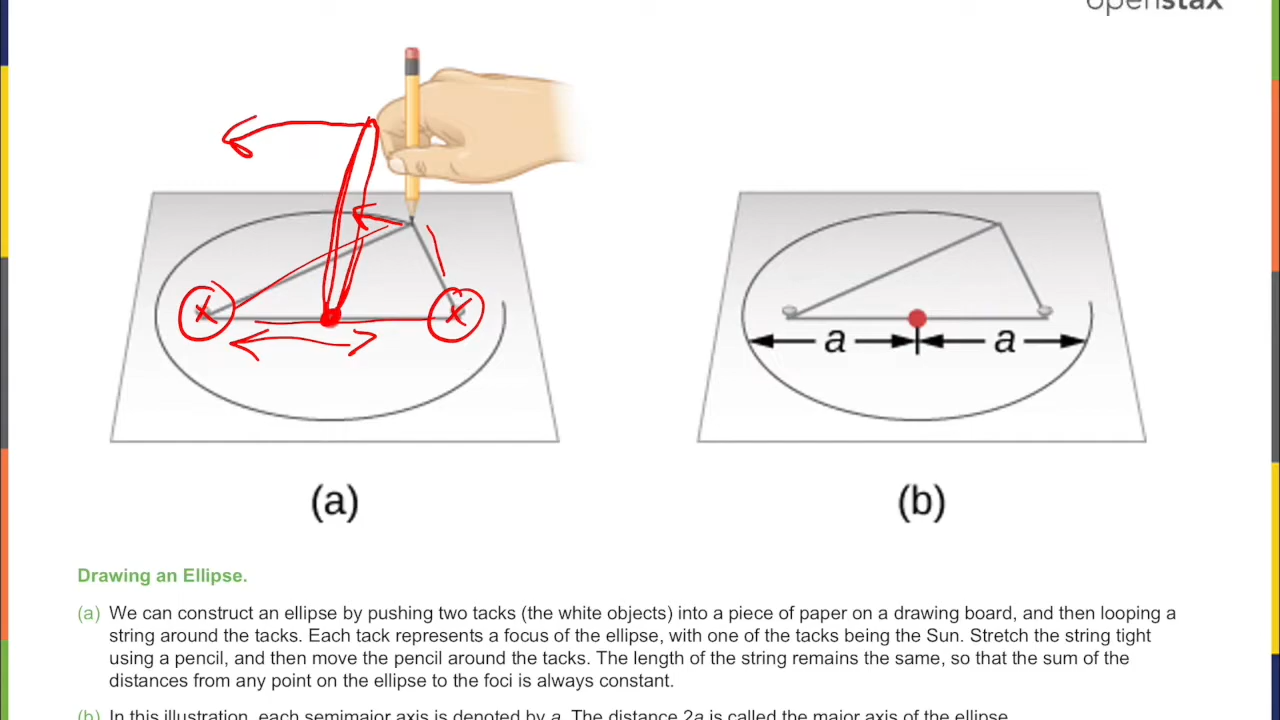 openstax
a
a
(a)
(b)
Drawing an Ellipse.
(a) We can construct an ellipse by pushing two tacks (the white objects) into a piece of paper on a drawing board, and then looping a
string around the tacks. Each tack represents a focus of the ellipse, with one of the tacks being the Sun. Stretch the string tight
using a pencil, and then move the pencil around the tacks. The length of the string remains the same, so that the sum of the
distances from any point on the ellipse to the foci is always constant.
(b) In this illustration, each semimajor axis is denoted by a. The distance 2a is called the major axis of the ellipse.